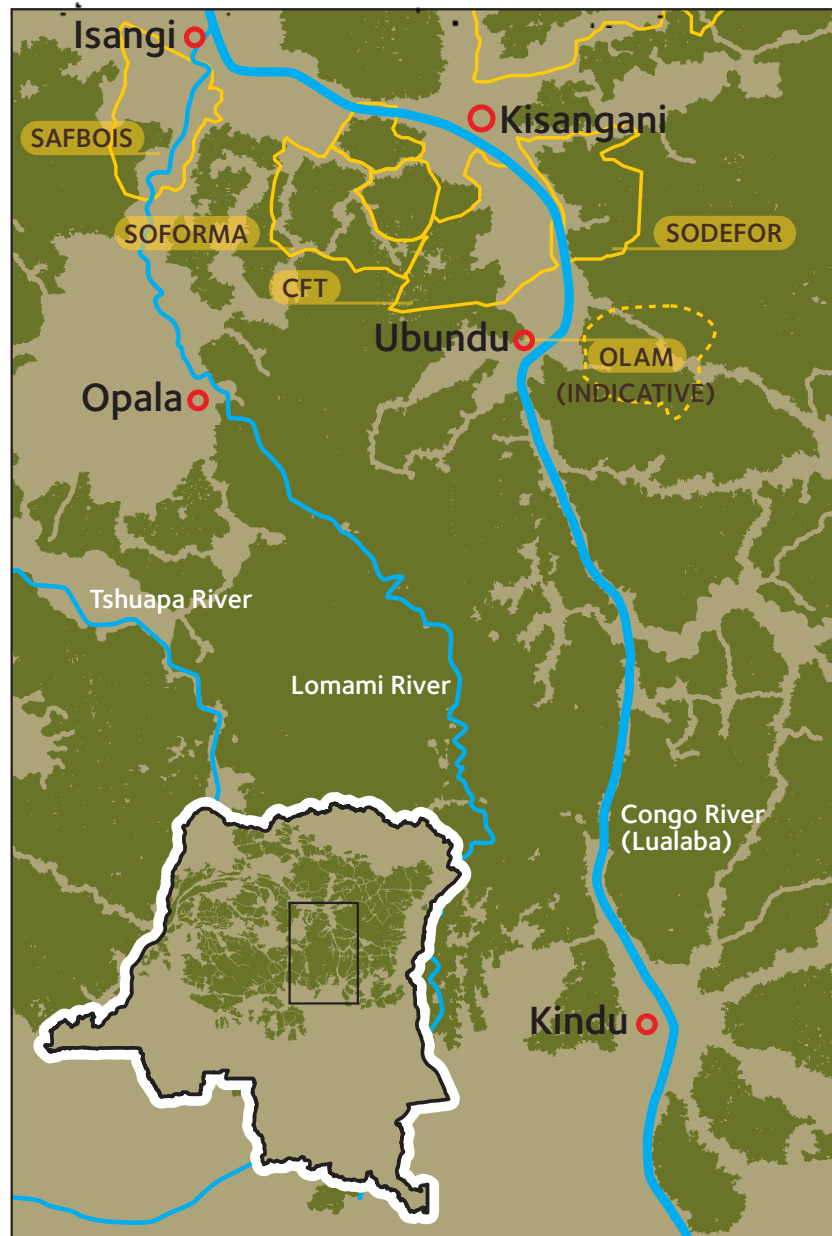 Isangi
Kisangani
SAFBOIS
SOFORMA
SODEFOR
CFT
Ubundu
OLAM
(INDICATIVE)
Opala
Tshuapa River
Lomami River
Congo River
(Lualaba)
Kindu